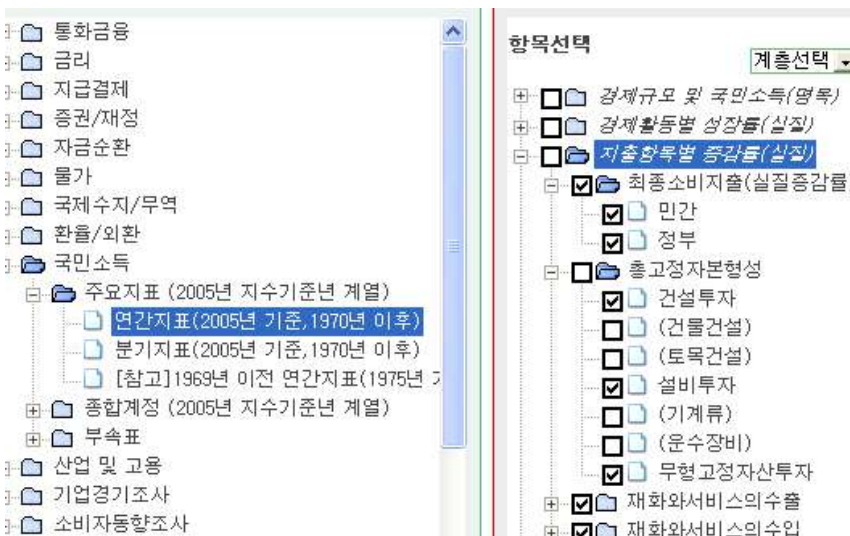 통화금융
금리
지급결제
증권/재정
자금순환
물가
국제수지/무역
환율/외환
국민소득
주요지표 (2005년 지수기준년 계열)
연간지표(2005년 기준,1970년 이후)
분기지표(2005년 기준,1970년 이후)
[참고]1969년 이전 연간지표(1975년
종합계정 (2005년 지수기준년 계열)
부속표
산업 및 고용
기업경기조사
소비자동향조사
항목선택
계층선택
경제규모 및 국민소득(명목)
경제활동별 성장률(실질)
지출항목별 증감률(실질)
최종소비지출(실질증감률
민간
정부
총고정자본형성
건설투자
(건물건설)
(토목건설)
설비투자
(기계류)
(운수장비)
무형고정자산투자
재화와서비스의수출
재화와서비스의수입